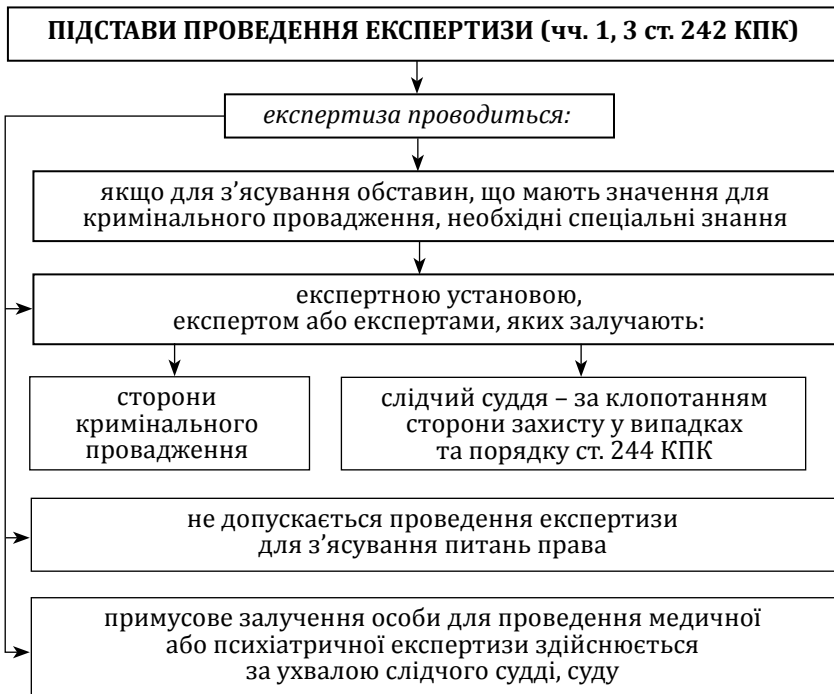 ПІДСТАВИ ПРОВЕДЕННЯ ЕКСПЕРТИЗИ (чч. 1, 3 ст. 242 КПК)
експертиза проводиться:
якщо для з’ясування обставин, що мають значення для
кримінального провадження, необхідні спеціальні знання
експертною установою,
експертом або експертами, яких залучають:
сторони
кримінального
провадження
слідчий суддя – за клопотанням
сторони захисту у випадках
та порядку ст. 244 КПК
не допускається проведення експертизи
для з’ясування питань права
примусове залучення особи для проведення медичної
або психіатричної експертизи здійснюється
за ухвалою слідчого судді, суду